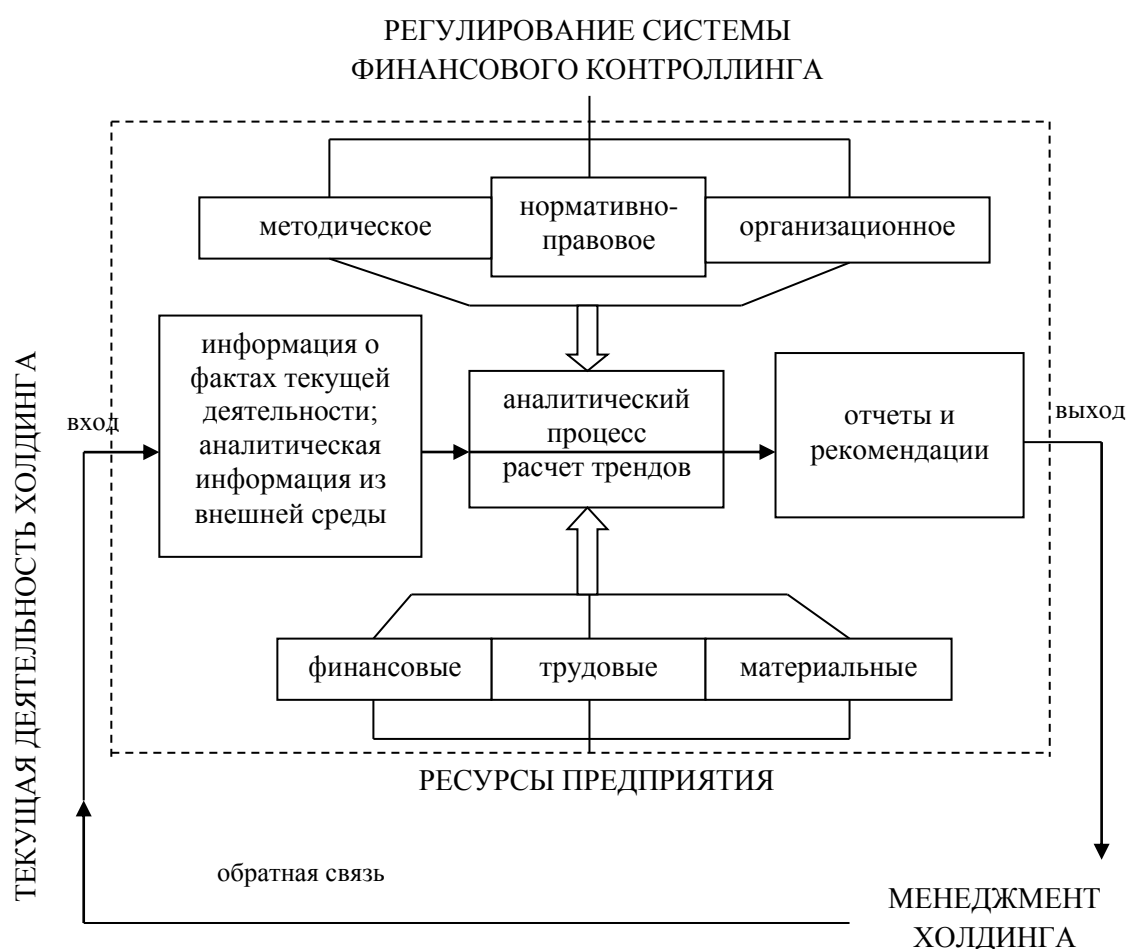 РЕГУЛИРОВАНИЕ СИСТЕМЫ
ФИНАНСОВОГО КОНТРОЛЛИНГА
методическое
нормативно-
правовое
организационное
ТЕКУЩАЯ ДЕЯТЕЛЬНОСТЬ ХОЛДИНГА
вход
информация о
фактах текущей
деятельности;
аналитическая
информация из
внешней среды
аналитический
процесс
расчет трендов
отчеты и
рекомендации
выход
финансовые
трудовые
материальные
РЕСУРСЫ ПРЕДПРИЯТИЯ
обратная связь
МЕНЕДЖМЕНТ
ХОЛДИНГА